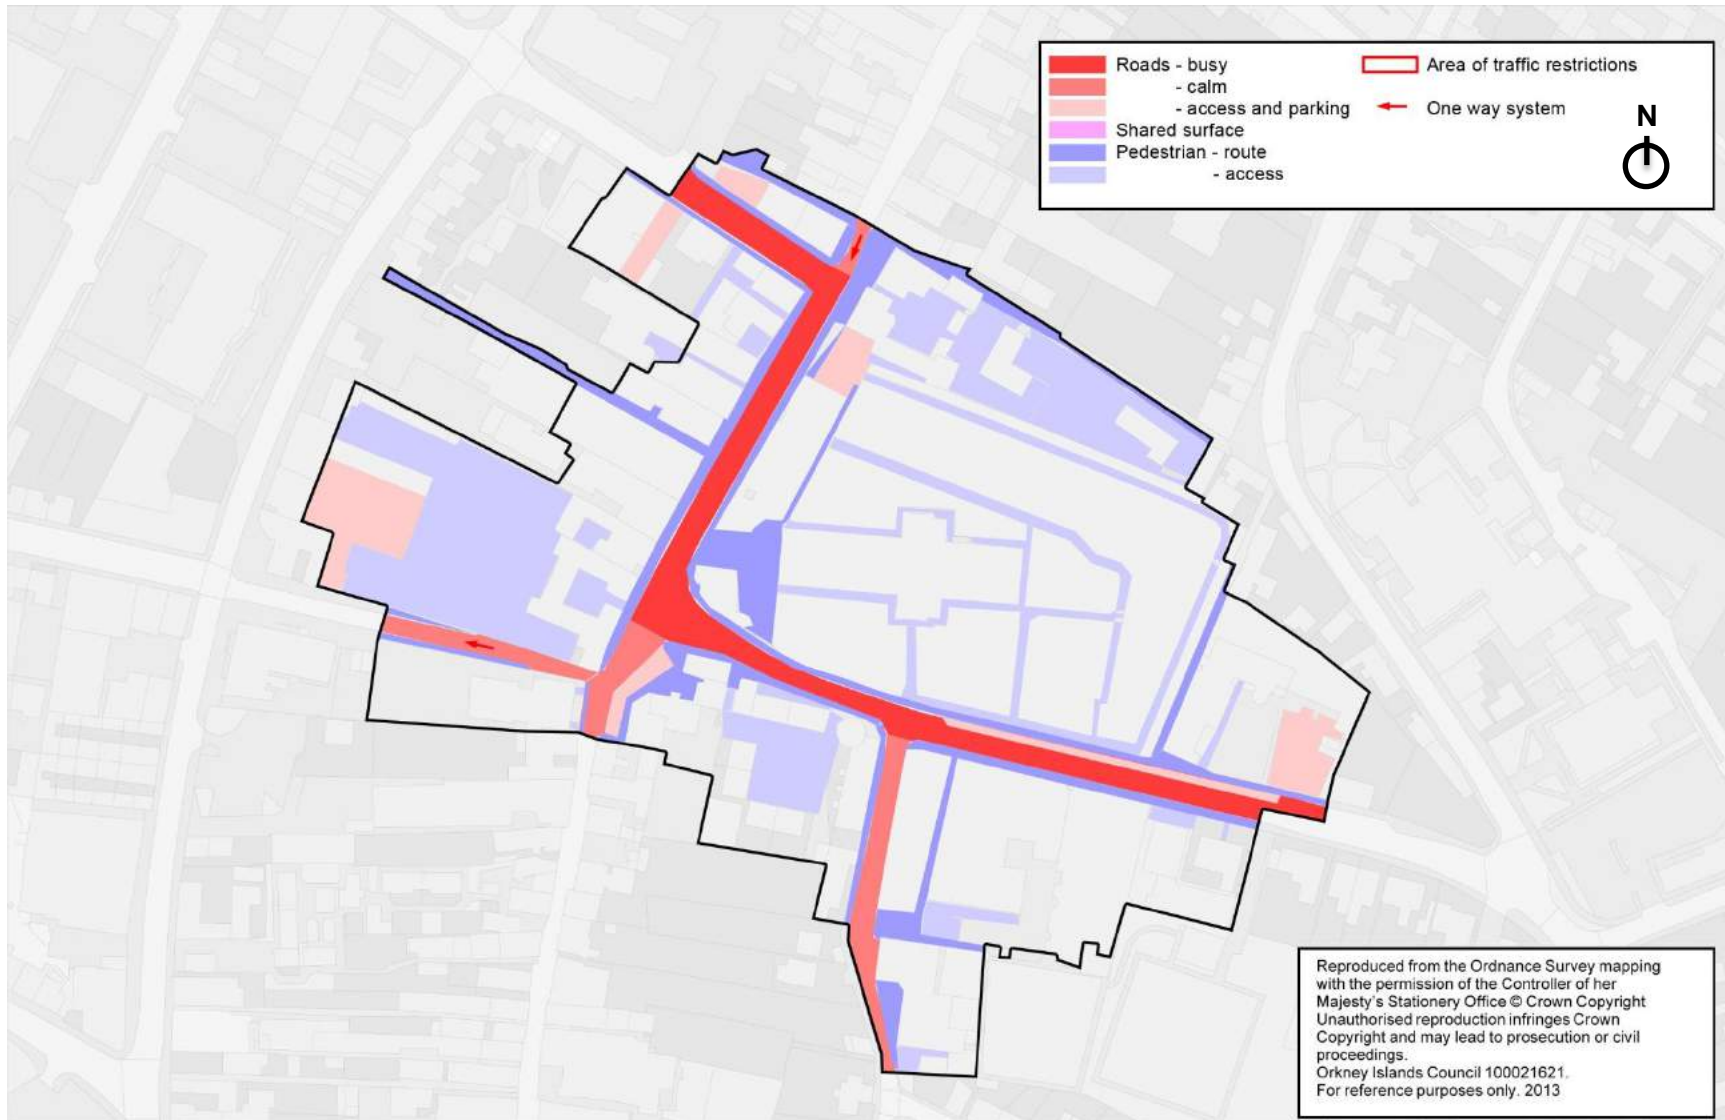 Roads - busy
- calm
- access and parking
Shared surface
Pedestrian - route
- access
Area of traffic restrictions
One way system
N
Reproduced from the Ordnance Survey mapping
with the permission of the Controller of her
Majesty's Stationery Office © Crown Copyright
Unauthorised reproduction infringes Crown
Copyright and may lead to prosecution or civil
proceedings.
Orkney Islands Council 100021621.
For reference purposes only. 2013